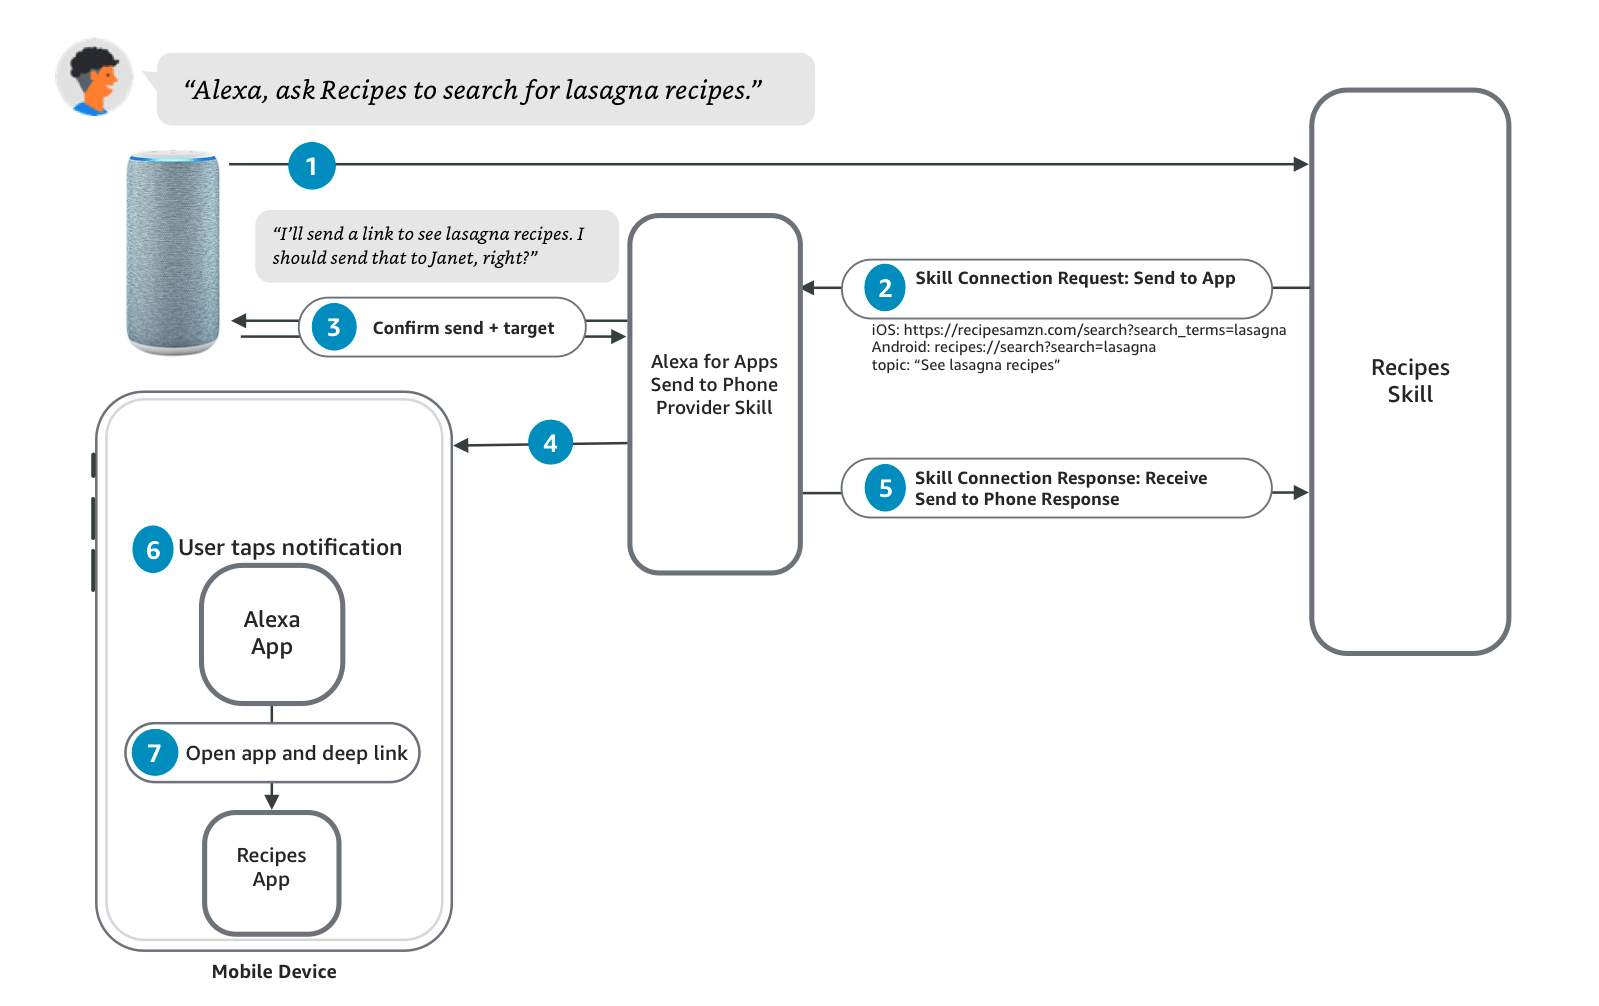 “Alexa, ask Recipes to search for lasagna recipes.”
1
“I’ll send a link to see lasagna recipes. I
should send that to Janet, right?”
2 Skill Connection Request: Send to App
iOS: https://recipesamzn.com/search?search_terms=lasagna
Android: recipes://search?search=lasagna
topic: “See lasagna recipes”
3 Confirm send + target
Alexa for Apps
Send to Phone
Provider Skill
Recipes
Skill
4
5 Skill Connection Response: Receive
Send to Phone Response
6 User taps notification
Alexa
App
7 Open app and deep link
Recipes
App
Mobile Device